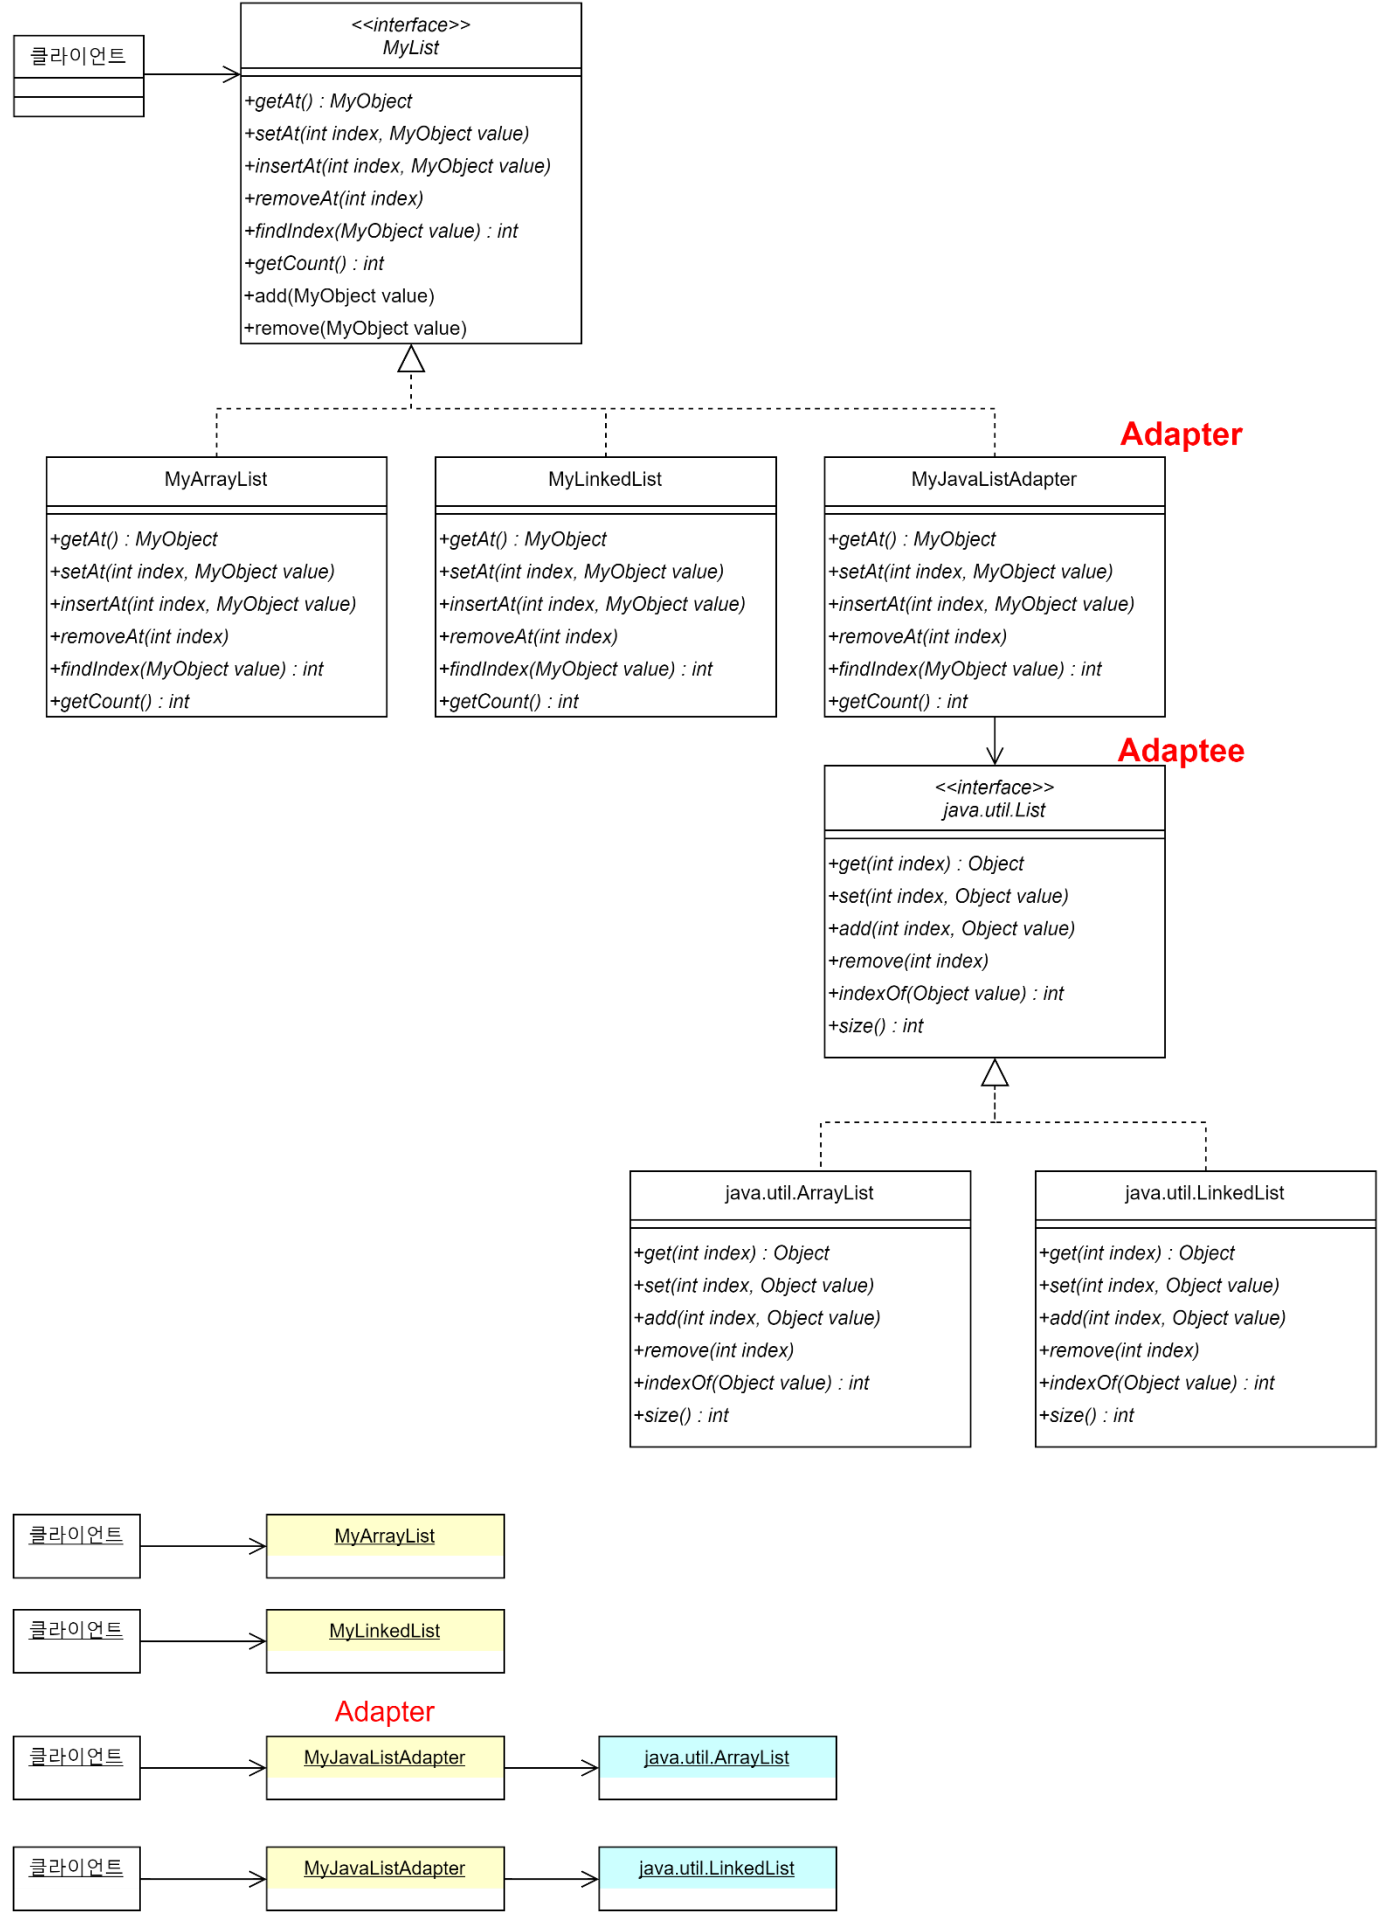 <<interface>>
MyList
클라이언트
+getAt() : MyObject
+setAt(int index, MyObject value)
+insertAt(int index, MyObject value)
+removeAt(int index)
+findIndex(MyObject value) : int
+getCount() : int
+add(MyObject value)
+remove(MyObject value)
Adapter
MyArrayList
+getAt() : MyObject
+setAt(int index, MyObject value)
+insertAt(int index, MyObject value)
+removeAt(int index)
+findIndex(MyObject value) : int
+getCount() : int
MyLinkedList
+getAt() : MyObject
+setAt(int index, MyObject value)
+insertAt(int index, MyObject value)
+removeAt(int index)
+findIndex(MyObject value) : int
+getCount() : int
MyJavaListAdapter
+getAt() : MyObject
+setAt(int index, MyObject value)
+insertAt(int index, MyObject value)
+removeAt(int index)
+findIndex(MyObject value) : int
+getCount() : int
Adaptee
<<interface>>
java.util.List
+get(int index) : Object
+set(int index, Object value)
+add(int index, Object value)
+remove(int index)
+indexOf(Object value) : int
+size() : int
java.util.ArrayList
+get(int index) : Object
+set(int index, Object value)
+add(int index, Object value)
+remove(int index)
+indexOf(Object value) : int
+size() : int
java.util.LinkedList
+get(int index) : Object
+set(int index, Object value)
+add(int index, Object value)
+remove(int index)
+indexOf(Object value) : int
+size() : int
클라이언트
MyArrayList
클라이언트
MyLinkedList
Adapter
클라이언트
MyJavaListAdapter
java.util.ArrayList
클라이언트
MyJavaListAdapter
java.util.LinkedList